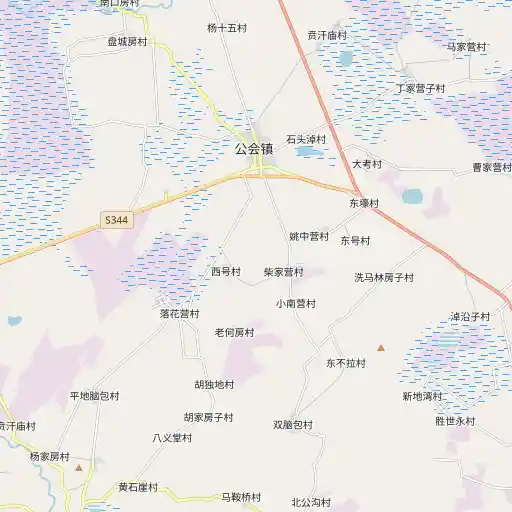 南口房村
杨十五村
贲汗庙村
盘城房村
马家营村
丁家营子村
石头淖村
公会镇
大考村
曹家营村
东壕村
S344
姚中营村
东号村
西号村
柴家营村
洗马林房子村
小南营村
落花营村
淖沿子村
老何房村
东不拉村
胡独地村
平地脑包村
新地湾村
胡家房子村
胜世永村
贲汗庙村
双脑包村
八义堂村
杨家房村
黄石崖村
马鞍桥村
北公沟村